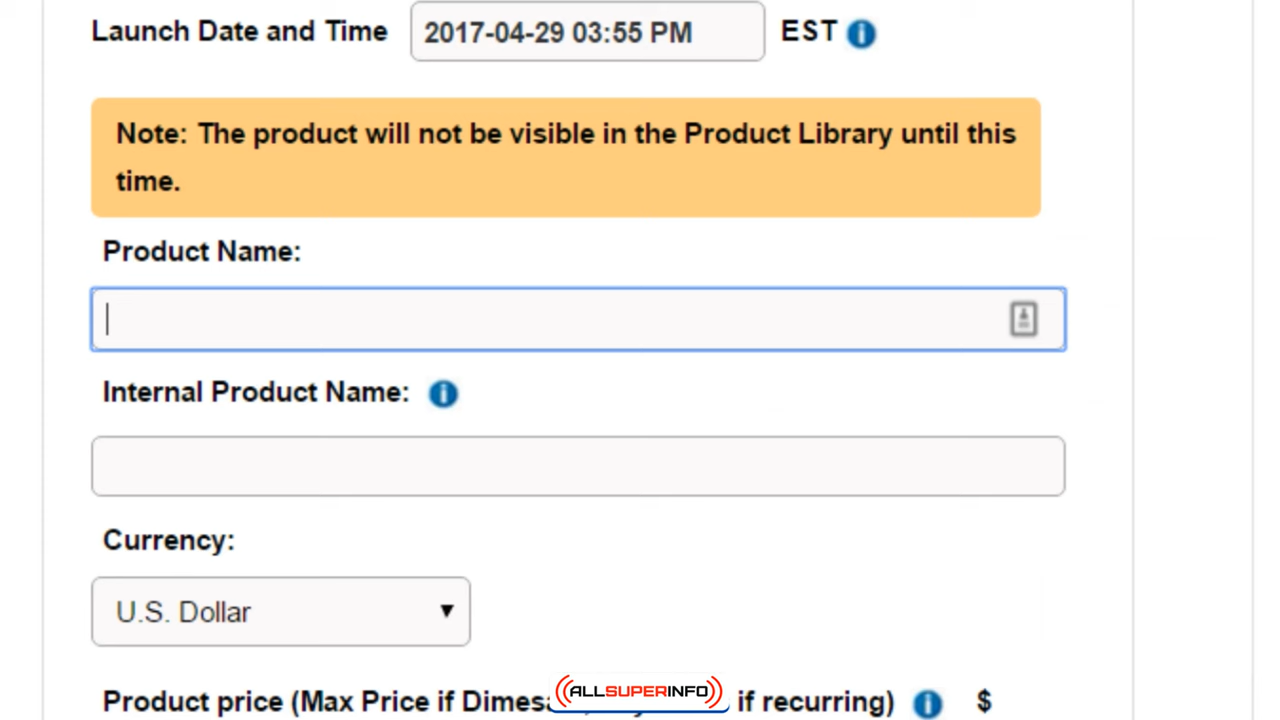 Launch Date and Time 2017-04-29 03:55 PM EST
Note: The product will not be visible in the Product Library until this
time.
Product Name:
Internal Product Name:
Currency:
U.S. Dollar
Product price (Max Price if if recurring) $
ALLSUPERINFO